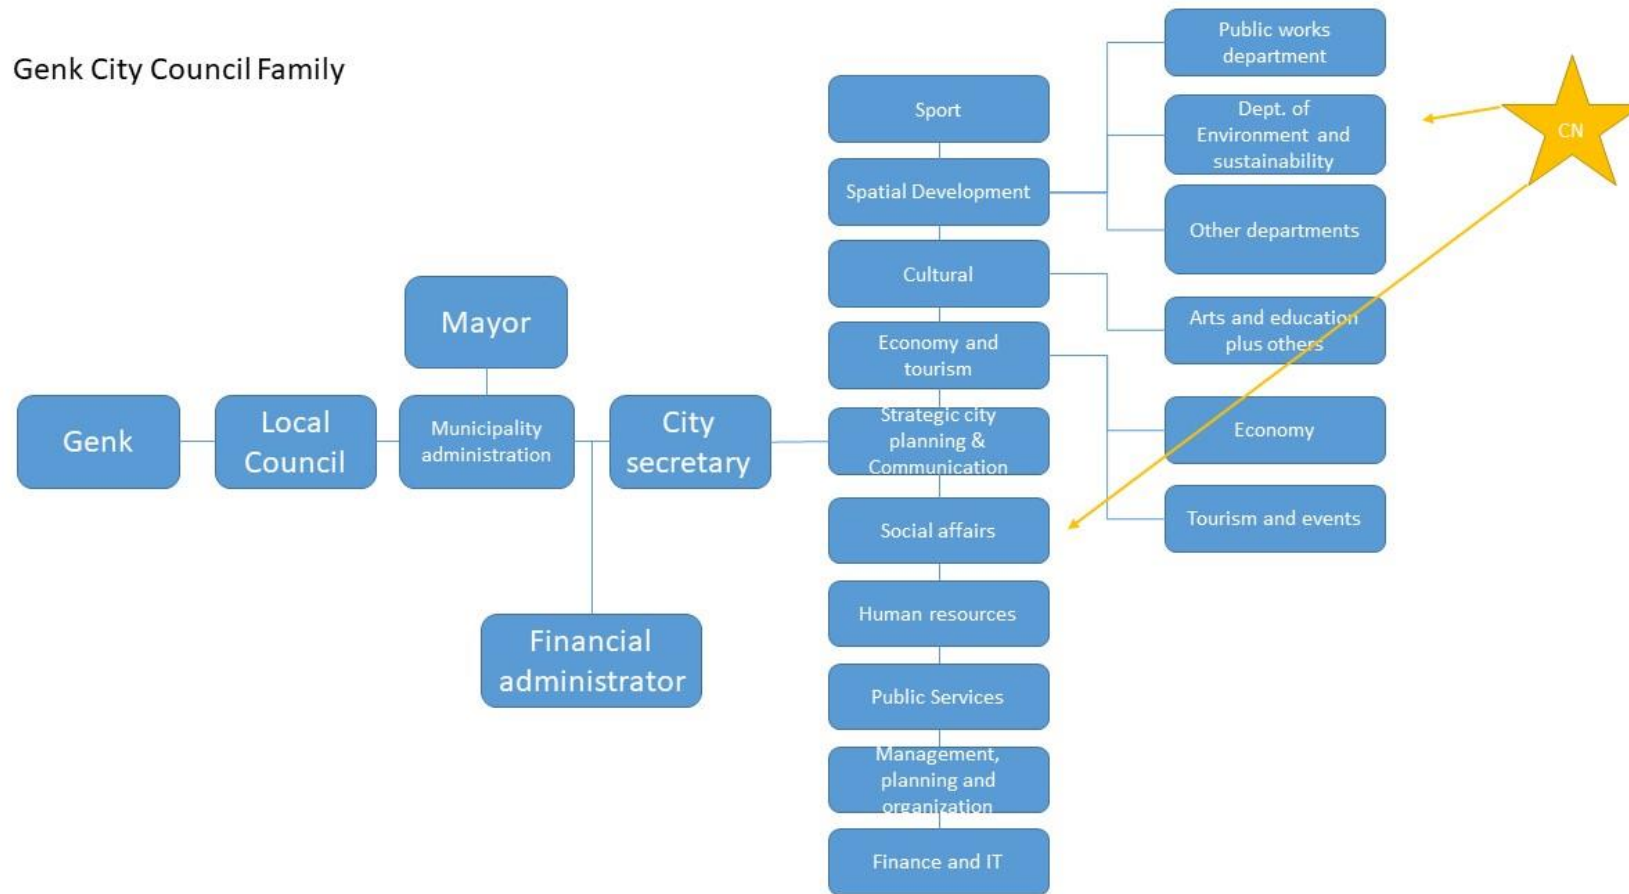 Genk City Council Family
Genk
Local
Council
Mayor
Municipality
administration
City
secretary
Financial
administrator
Sport
Spatial Development
Cultural
Economy and
tourism
Strategic city
planning &
Communication
Social affairs
Human resources
Public Services
Management,
planning and
organization
Finance and IT
Public works
department
Dept. of
Environment and
sustainability
Other departments
Arts and education
plus others
Economy
Tourism and events
CN